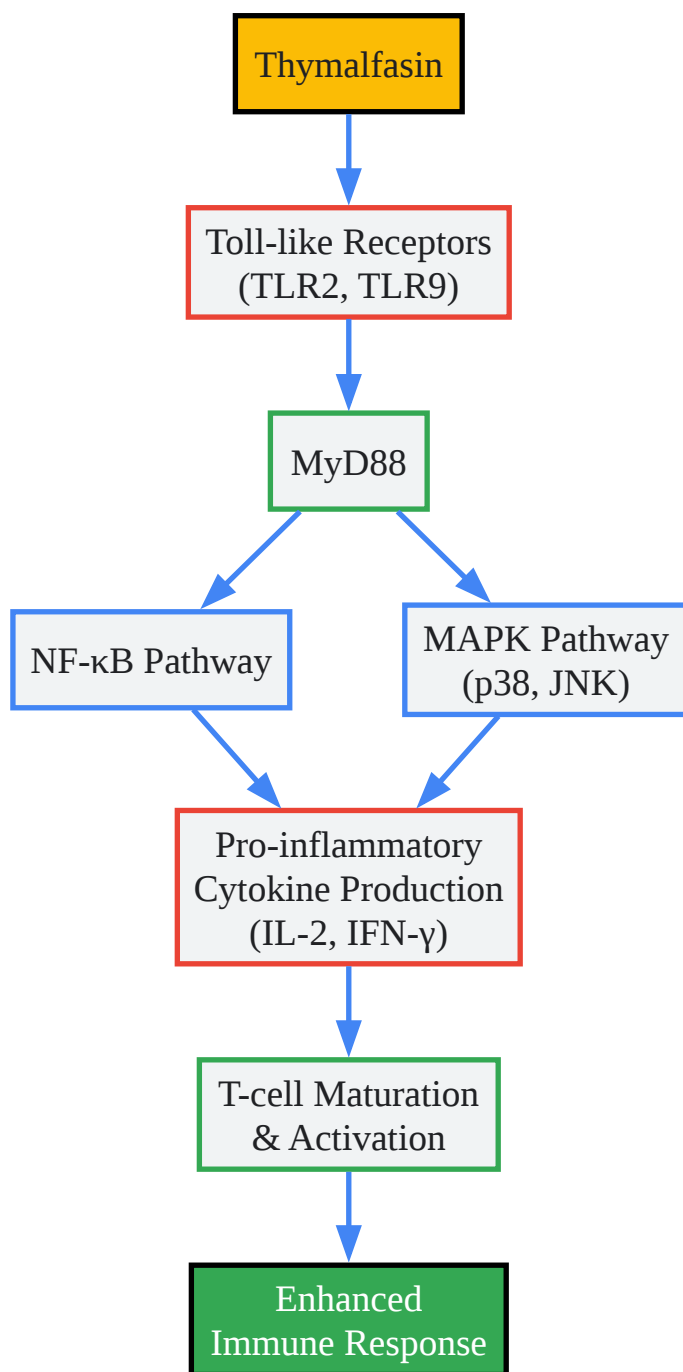 Thymalfasin
Toll-like Receptors
(TLR2, TLR9)
MyD88
NF-κB Pathway
MAPK Pathway
(p38, JNK)
Pro-inflammatory
Cytokine Production
(IL-2, IFN-γ)
T-cell Maturation
& Activation
Enhanced
Immune Response